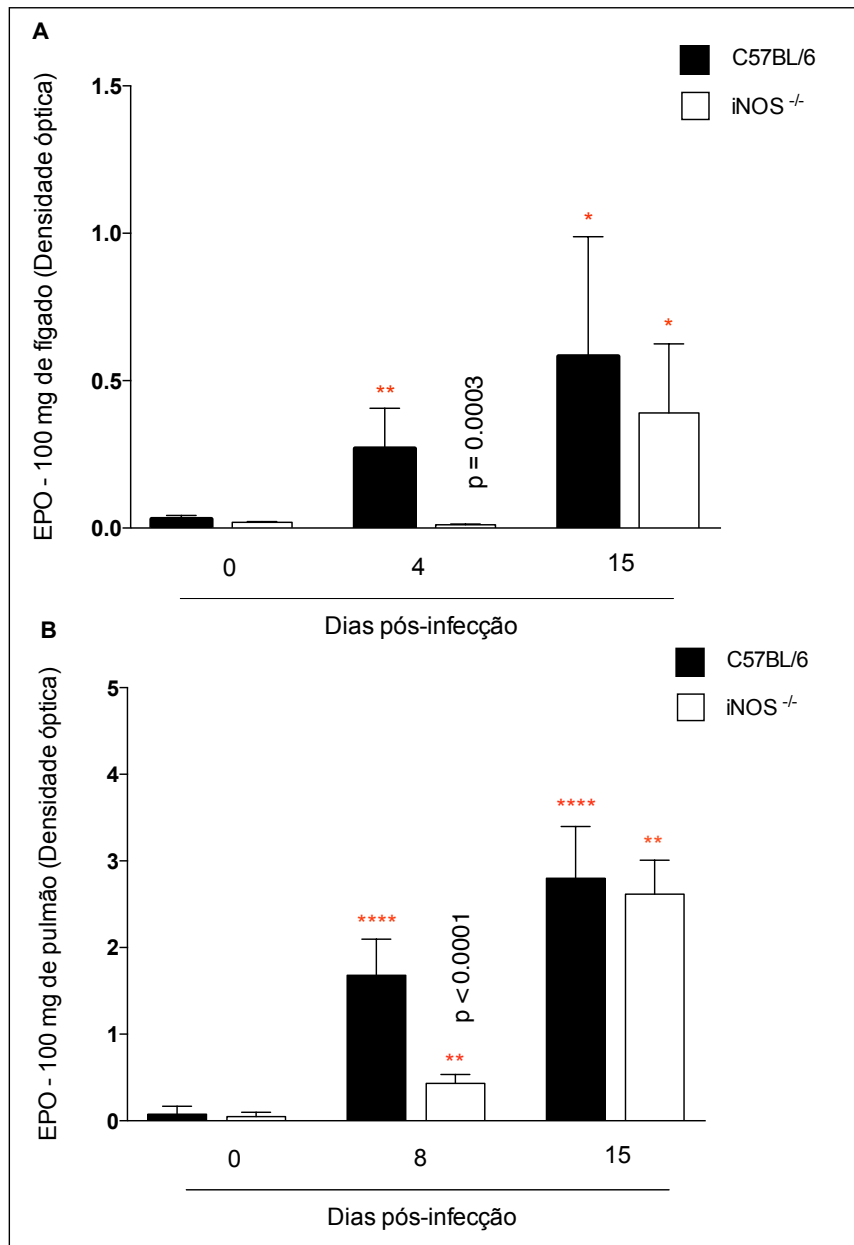 A
C57BL/6
iNOS -/-
EPO - 100 mg de fígado (Densidade óptica)
1.5
1.0
0.5
0.0
**
p = 0.0003
*
*
0 4 15
Dias pós-infecção
B
C57BL/6
iNOS -/-
EPO - 100 mg de pulmão (Densidade óptica)
5
4
3
2
1
0
****
**
p < 0.0001
****
**
0 8 15
Dias pós-infecção